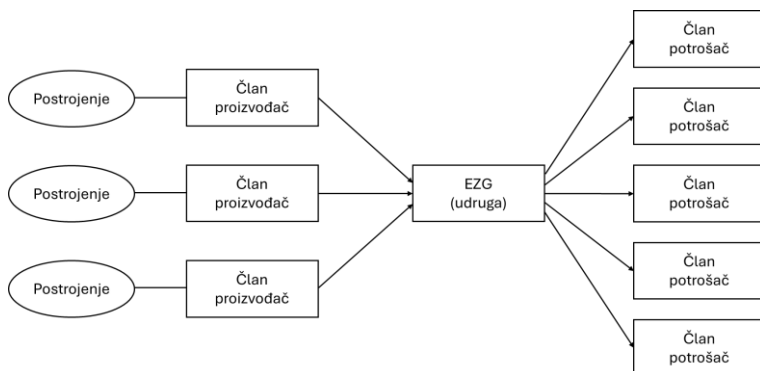 Postrojenje
Član
proizvođač
Postrojenje
Član
proizvođač
Postrojenje
Član
proizvođač
EZG
(udruga)
Član
potrošač
Član
potrošač
Član
potrošač
Član
potrošač
Član
potrošač